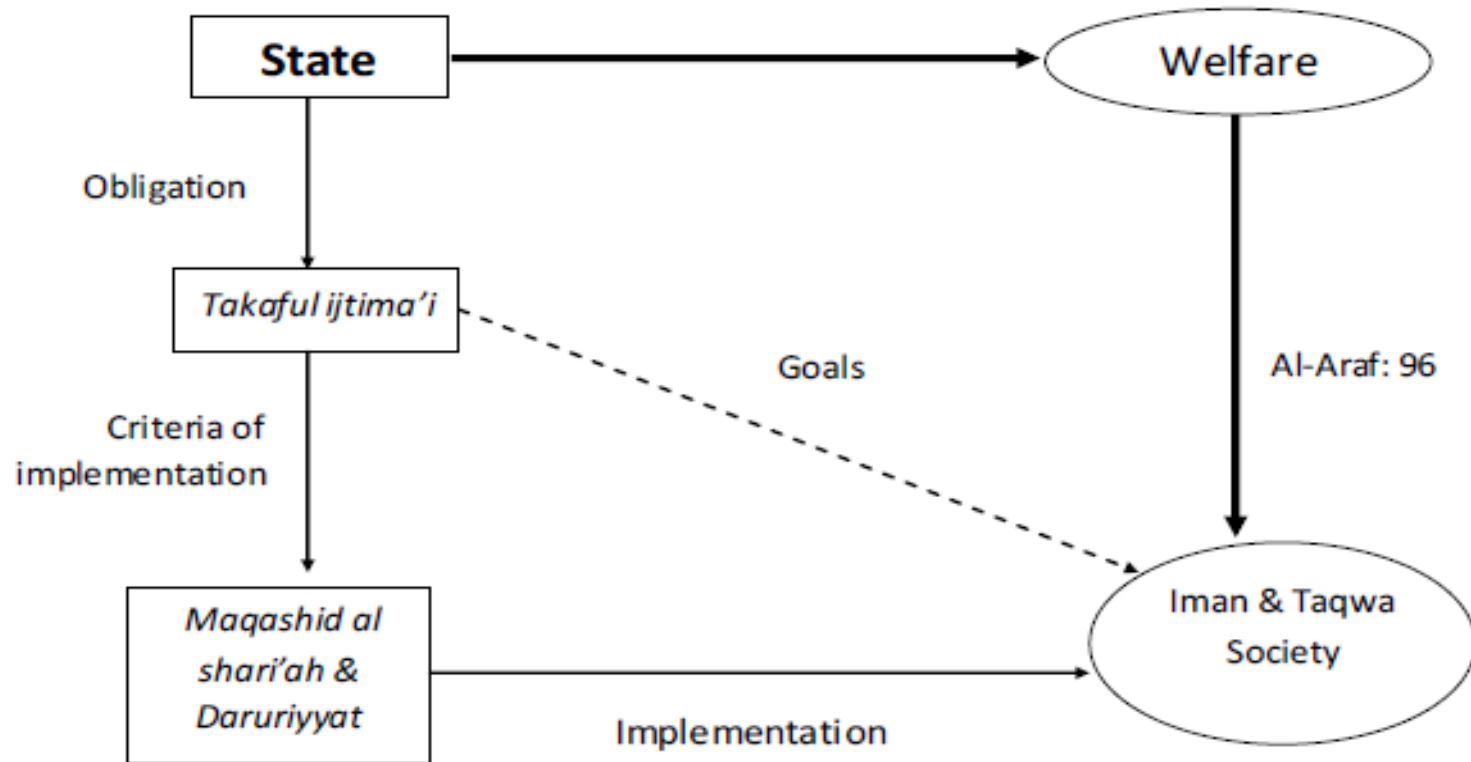 State
Welfare
Obligation
Takaful ijtima’i
Goals
Al-Araf: 96
Criteria of
implementation
Maqashid al
shari’ah &
Daruriyyat
Iman & Taqwa
Society
Implementation